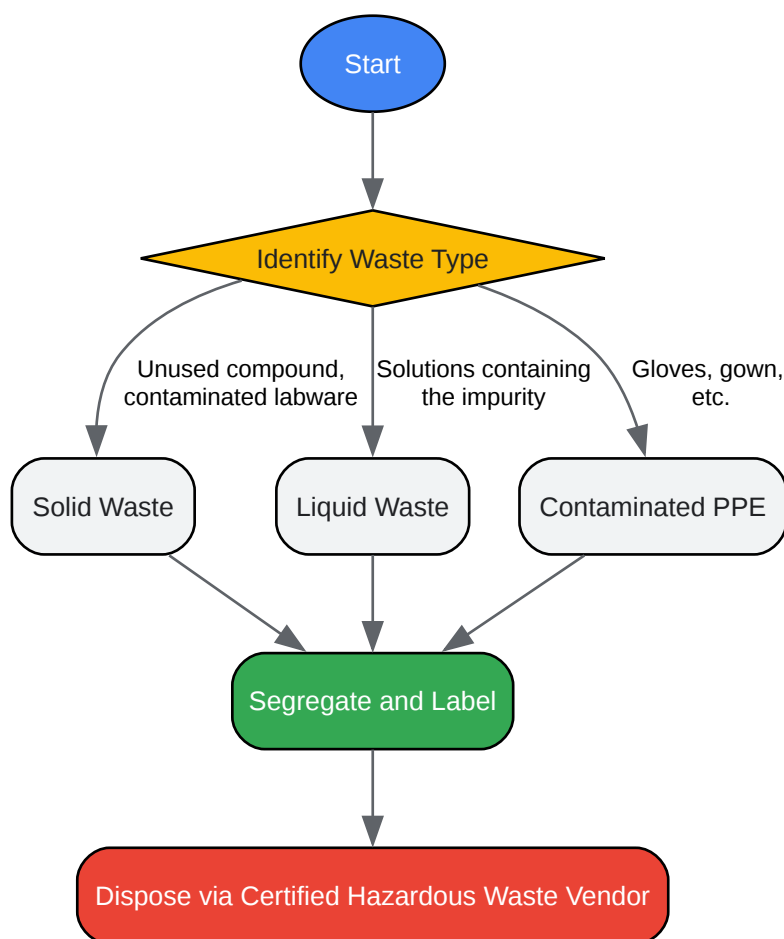 Start
Identify Waste Type
Unused compound,
contaminated labware
Solutions containing
the impurity
Gloves, gown,
etc.
Solid Waste
Liquid Waste
Contaminated PPE
Segregate and Label
Dispose via Certified Hazardous Waste Vendor